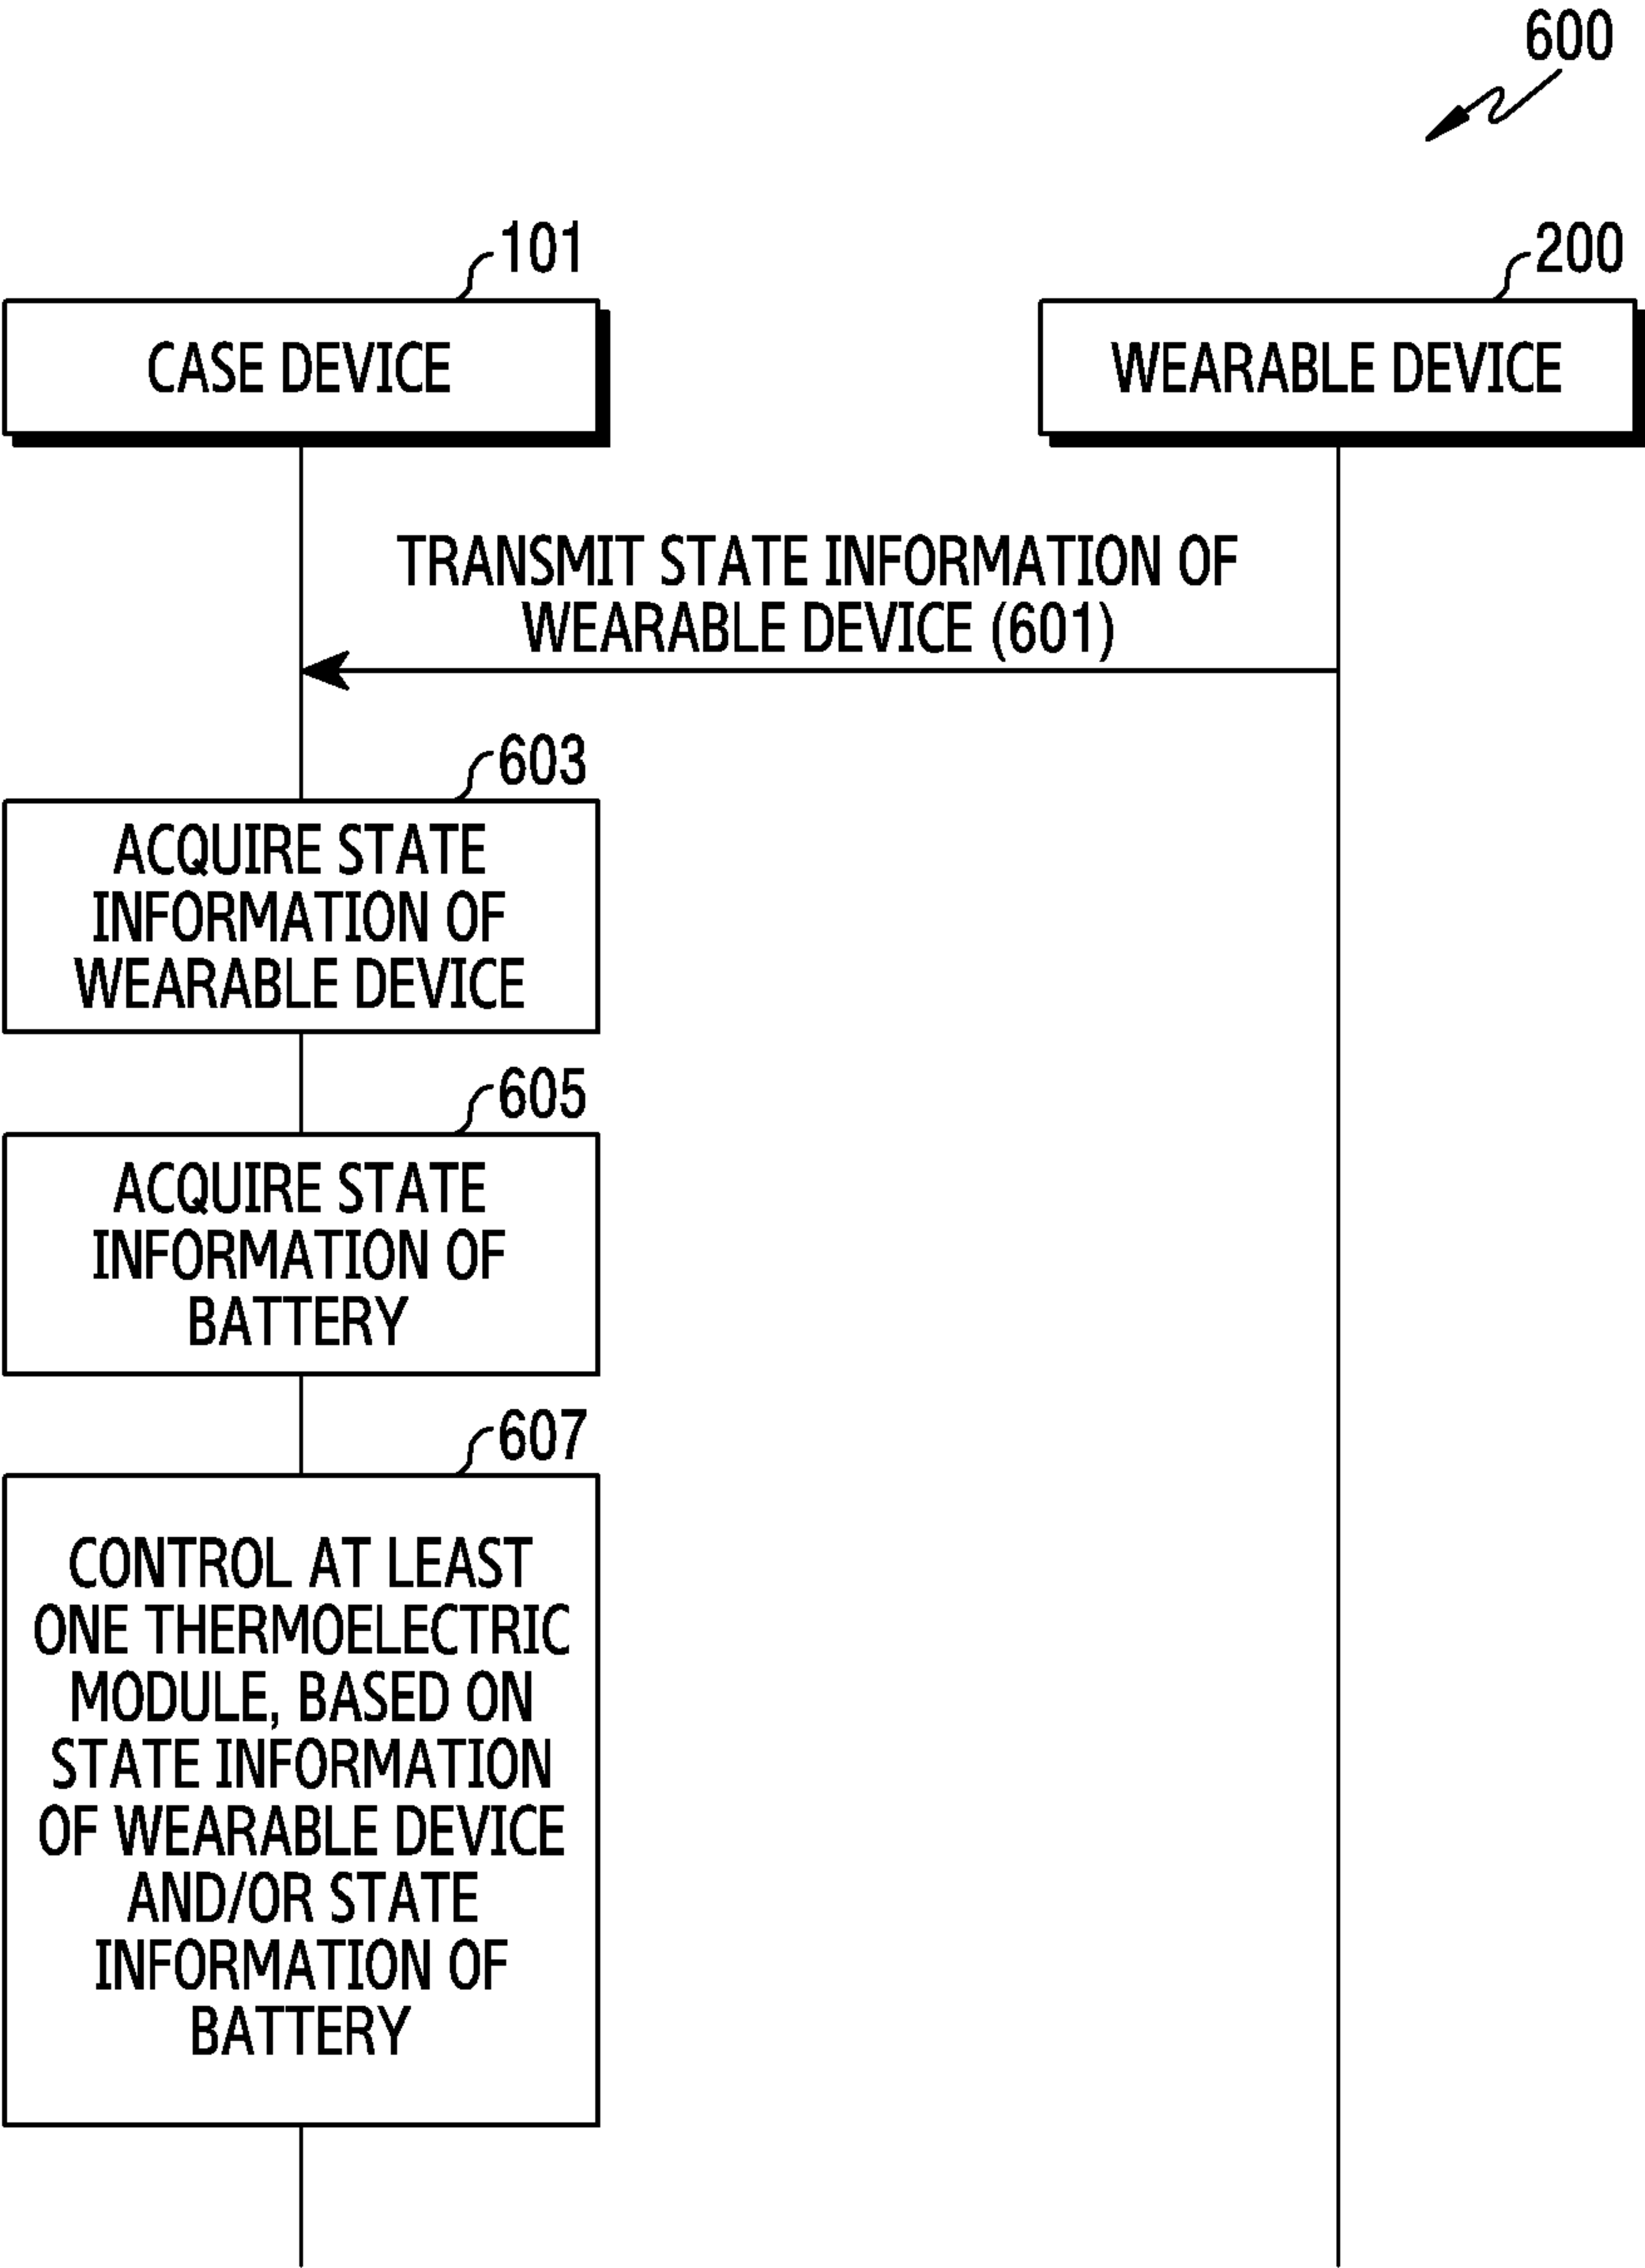 600
101
200
CASE DEVICE
WEARABLE DEVICE
TRANSMIT STATE INFORMATION OF
WEARABLE DEVICE (601)
603
ACQUIRE STATE
INFORMATION OF
WEARABLE DEVICE
605
ACQUIRE STATE
INFORMATION OF
BATTERY
607
CONTROL AT LEAST
ONE THERMOELECTRIC
MODULE, BASED ON
STATE INFORMATION
OF WEARABLE DEVICE
AND/OR STATE
INFORMATION OF
BATTERY